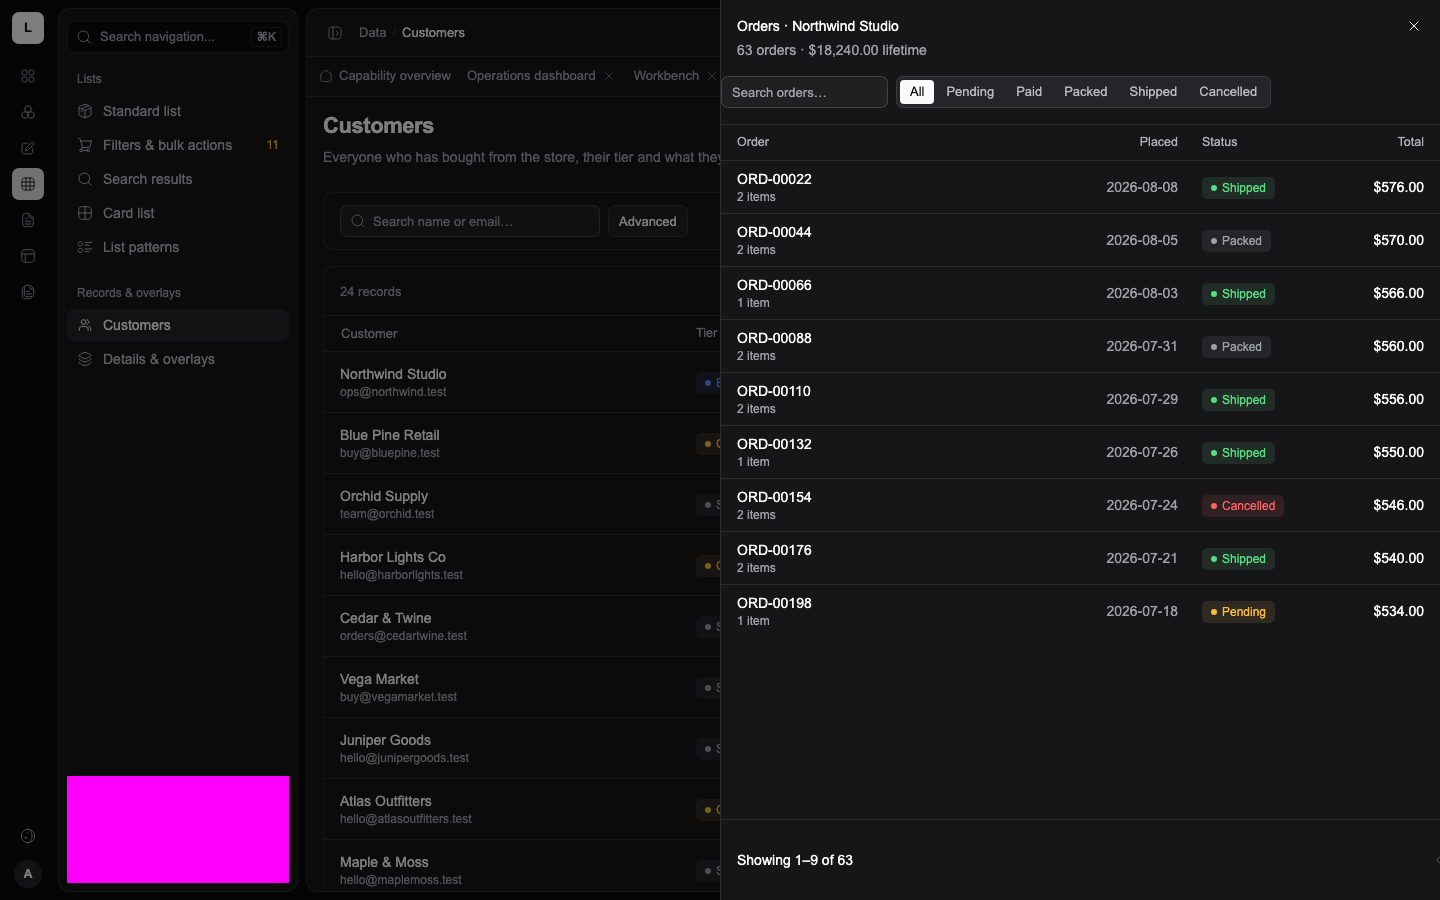 L
Search navigation...
⌘K
Lists
Standard list
Filters & bulk actions
11
Search results
Card list
List patterns
Records & overlays
Customers
Details & overlays
A
Data / Customers
Capability overview
Operations dashboard
Workbench
Customers
Everyone who has bought from the store, their tier and what they
Search name or email…
Advanced
24 records
Customer
Tier
Northwind Studio
ops@northwind.test
Blue Pine Retail
buy@bluepine.test
Orchid Supply
team@orchid.test
Harbor Lights Co
hello@harborlights.test
Cedar & Twine
orders@cedartwine.test
Vega Market
buy@vegamarket.test
Juniper Goods
hello@junipergoods.test
Atlas Outfitters
hello@atlasoutfitters.test
Maple & Moss
hello@maplemoss.test
Orders · Northwind Studio
63 orders · $18,240.00 lifetime
Search orders…
All
Pending
Paid
Packed
Shipped
Cancelled
Order
Placed
Status
Total
ORD-00022
2 items
2026-08-08
Shipped
$576.00
ORD-00044
2 items
2026-08-05
Packed
$570.00
ORD-00066
1 item
2026-08-03
Shipped
$566.00
ORD-00088
2 items
2026-07-31
Packed
$560.00
ORD-00110
2 items
2026-07-29
Shipped
$556.00
ORD-00132
1 item
2026-07-26
Shipped
$550.00
ORD-00154
2 items
2026-07-24
Cancelled
$546.00
ORD-00176
2 items
2026-07-21
Shipped
$540.00
ORD-00198
1 item
2026-07-18
Pending
$534.00
Showing 1–9 of 63